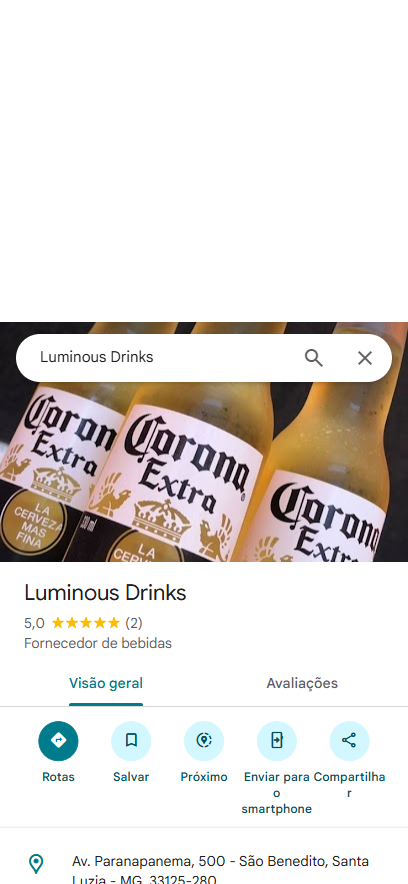 Luminous Drinks
Corona
Extra
LA
CERVEZA
MAS
FINA
Corona
Extra
210 ml
LA
CERV
Corona
Extra
Luminous Drinks
5,0 (2)
Fornecedor de bebidas
Visão geral Avaliações
Rotas Salvar Próximo Enviar para o smartphone Compartilhar
Av. Paranapanema, 500 - São Benedito, Santa
Luzia - MG, 33125-280